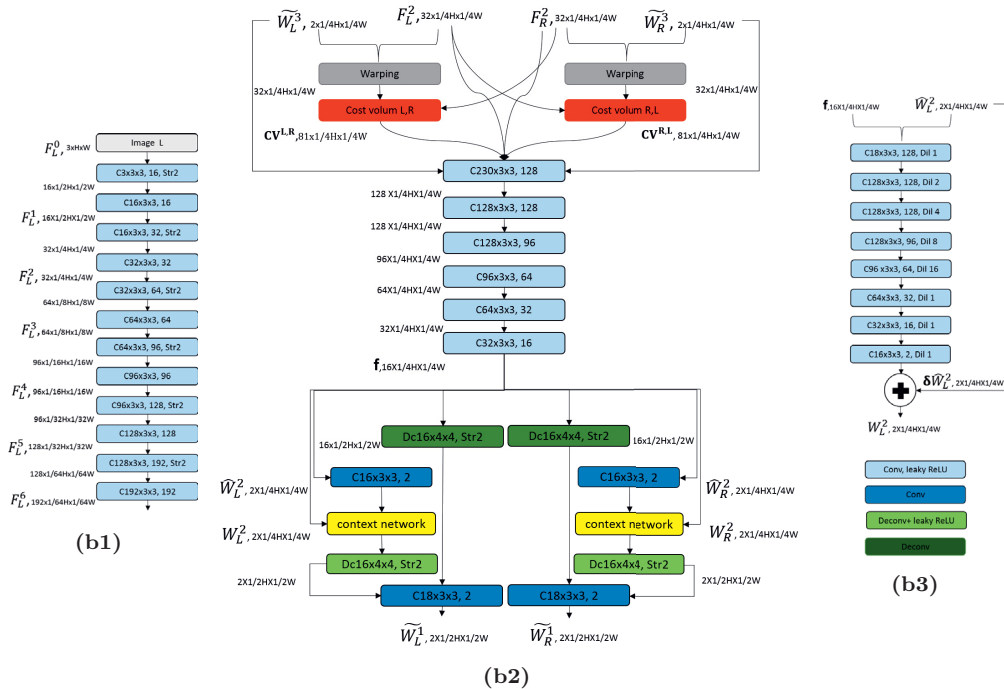 F_L^0, 3xHxW
Image L
C3x3x3, 16, Str2
16x1/2Hx1/2W
C16x3x3, 16
F_L^1, 16X1/2HX1/2W
C16x3x3, 32, Str2
32x1/4Hx1/4W
C32x3x3, 32
F_L^2, 32x1/4Hx1/4W
C32x3x3, 64, Str2
64x1/8Hx1/8W
C64x3x3, 64
F_L^3, 64x1/8Hx1/8W
C64x3x3, 96, Str2
96x1/16Hx1/16W
C96x3x3, 96
F_L^4, 96x1/16Hx1/16W
C96x3x3, 128, Str2
96x1/32Hx1/32W
C128x3x3, 128
F_L^5, 128x1/32Hx1/32W
C128x3x3, 192, Str2
128x1/64Hx1/64W
C192x3x3, 192
F_L^6, 192x1/64Hx1/64W
(b1)
W̃_L^3, 2x1/4Hx1/4W
F_L^2, 32x1/4Hx1/4W
F_R^2, 32x1/4Hx1/4W
W̃_R^3, 2x1/4Hx1/4W
Warping
Warping
32x1/4Hx1/4W
32x1/4Hx1/4W
Cost volum L,R
Cost volum R,L
CV^{L,R}, 81x1/4Hx1/4W
CV^{R,L}, 81x1/4Hx1/4W
C230x3x3, 128
128 X1/4HX1/4W
C128x3x3, 128
128 X1/4HX1/4W
C128x3x3, 96
96X1/4HX1/4W
C96x3x3, 64
64X1/4HX1/4W
C64x3x3, 32
32X1/4HX1/4W
C32x3x3, 16
f,16X1/4HX1/4W
Dc16x4x4, Str2
Dc16x4x4, Str2
16x1/2Hx1/2W
16x1/2Hx1/2W
C16x3x3, 2
C16x3x3, 2
Ŵ_L^2, 2X1/4HX1/4W
Ŵ_R^2, 2X1/4HX1/4W
context network
context network
W_L^2, 2X1/4HX1/4W
W_R^2, 2X1/4HX1/4W
Dc16x4x4, Str2
Dc16x4x4, Str2
2X1/2HX1/2W
2X1/2HX1/2W
C18x3x3, 2
C18x3x3, 2
W̃_L^1, 2X1/2HX1/2W
W̃_R^1, 2X1/2HX1/2W
(b2)
f,16X1/4HX1/4W
Ŵ_L^2, 2X1/4HX1/4W
C18x3x3, 128, Dil 1
C128x3x3, 128, Dil 2
C128x3x3, 128, Dil 4
C128x3x3, 96, Dil 8
C96 x3x3, 64, Dil 16
C64x3x3, 32, Dil 1
C32x3x3, 16, Dil 1
C16x3x3, 2, Dil 1
δŴ_L^2, 2X1/4HX1/4W
W_L^2, 2X1/4HX1/4W
Conv, leaky ReLU
Conv
Deconv+ leaky ReLU
Deconv
(b3)